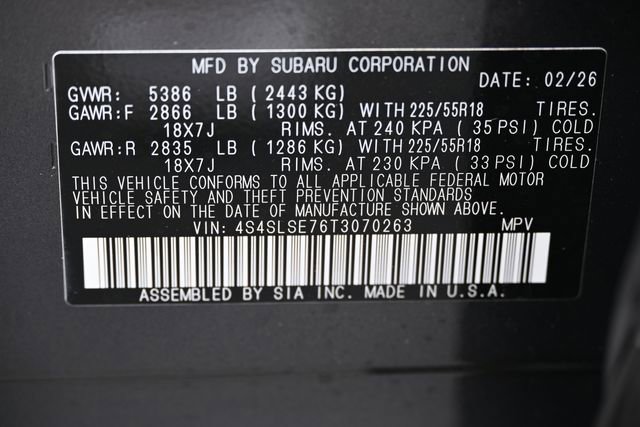 MFD BY SUBARU CORPORATION
DATE: 02/26
GVWR: 5386 LB (2443 KG)
GAWR:F 2866 LB (1300 KG) WITH 225/55R18 TIRES.
18X7J RIMS. AT 240 KPA (35 PSI) COLD
GAWR:R 2835 LB (1286 KG) WITH 225/55R18 TIRES.
18X7J RIMS. AT 230 KPA (33 PSI) COLD
THIS VEHICLE CONFORMS TO ALL APPLICABLE FEDERAL MOTOR
VEHICLE SAFETY AND THEFT PREVENTION STANDARDS
IN EFFECT ON THE DATE OF MANUFACTURE SHOWN ABOVE.
VIN: 4S4SLSE76T3070263 MPV
ASSEMBLED BY SIA INC. MADE IN U.S.A.